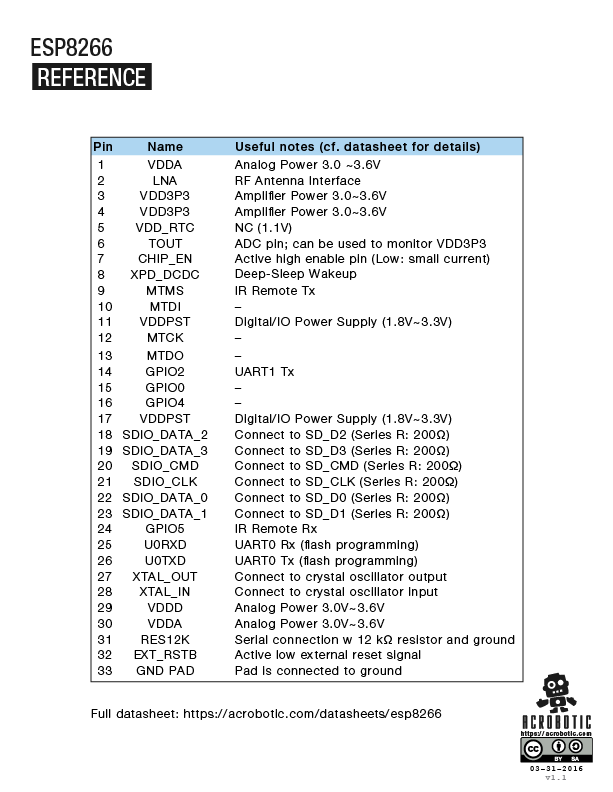 ESP8266
REFERENCE
Pin Name Useful notes (cf. datasheet for details)
1 VDDA Analog Power 3.0 ~3.6V
2 LNA RF Antenna Interface
3 VDD3P3 Amplifier Power 3.0~3.6V
4 VDD3P3 Amplifier Power 3.0~3.6V
5 VDD_RTC NC (1.1V)
6 TOUT ADC pin; can be used to monitor VDD3P3
7 CHIP_EN Active high enable pin (Low: small current)
8 XPD_DCDC Deep-Sleep Wakeup
9 MTMS IR Remote Tx
10 MTDI –
11 VDDPST Digital/IO Power Supply (1.8V~3.3V)
12 MTCK –
13 MTDO –
14 GPIO2 UART1 Tx
15 GPIO0 –
16 GPIO4 –
17 VDDPST Digital/IO Power Supply (1.8V~3.3V)
18 SDIO_DATA_2 Connect to SD_D2 (Series R: 200Ω)
19 SDIO_DATA_3 Connect to SD_D3 (Series R: 200Ω)
20 SDIO_CMD Connect to SD_CMD (Series R: 200Ω)
21 SDIO_CLK Connect to SD_CLK (Series R: 200Ω)
22 SDIO_DATA_0 Connect to SD_D0 (Series R: 200Ω)
23 SDIO_DATA_1 Connect to SD_D1 (Series R: 200Ω)
24 GPIO5 IR Remote Rx
25 U0RXD UART0 Rx (flash programming)
26 U0TXD UART0 Tx (flash programming)
27 XTAL_OUT Connect to crystal oscillator output
28 XTAL_IN Connect to crystal oscillator input
29 VDDD Analog Power 3.0V~3.6V
30 VDDA Analog Power 3.0V~3.6V
31 RES12K Serial connection w 12 kΩ resistor and ground
32 EXT_RSTB Active low external reset signal
33 GND PAD Pad is connected to ground
Full datasheet: https://acrobotic.com/datasheets/esp8266
ACROBOTIC
https://acrobotic.com
cc BY SA
03-31-2016
v1.1